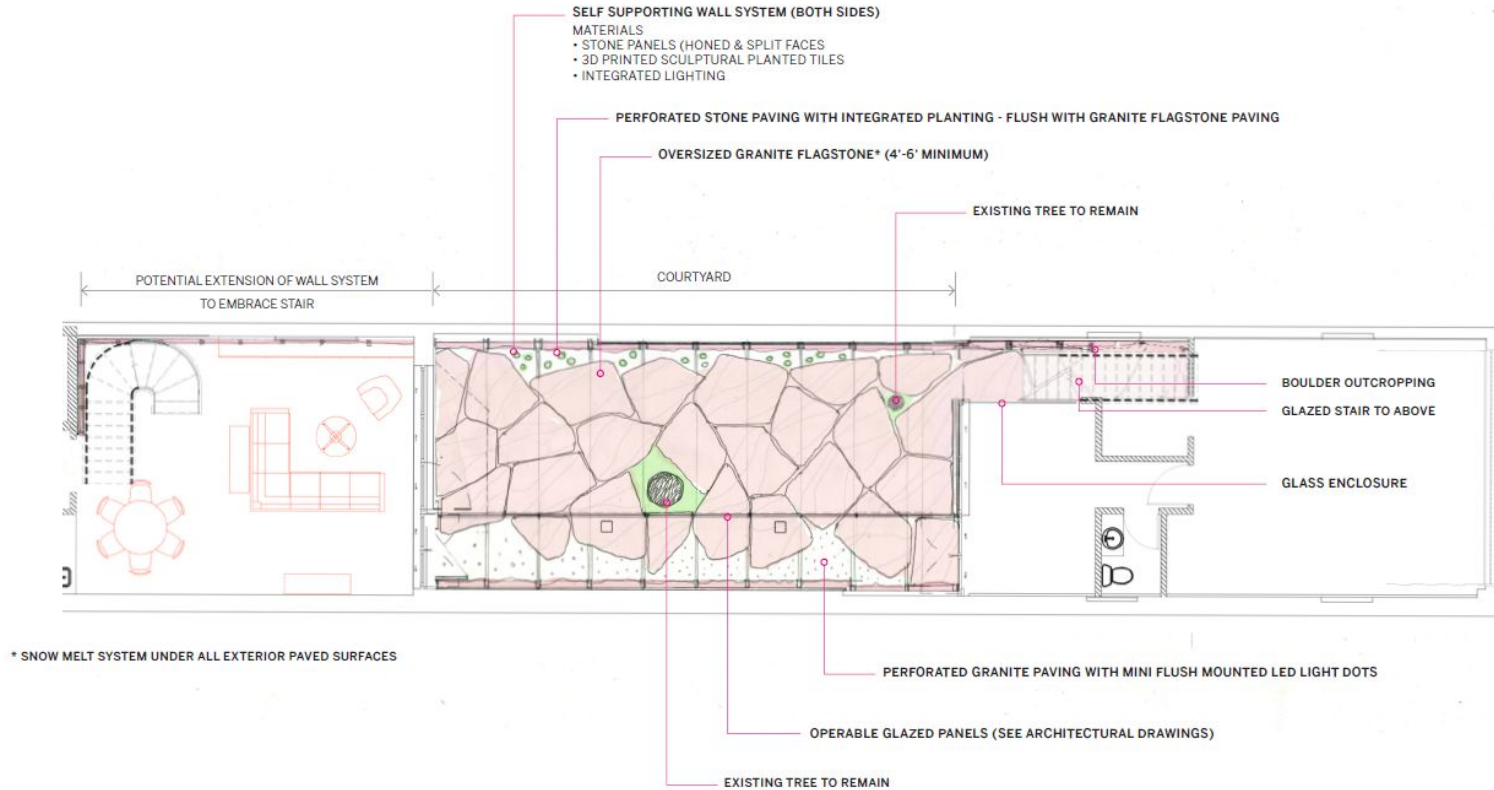 SELF SUPPORTING WALL SYSTEM (BOTH SIDES)
MATERIALS
• STONE PANELS (HONED & SPLIT FACES
• 3D PRINTED SCULPTURAL PLANTED TILES
• INTEGRATED LIGHTING
PERFORATED STONE PAVING WITH INTEGRATED PLANTING - FLUSH WITH GRANITE FLAGSTONE PAVING
OVERSIZED GRANITE FLAGSTONE* (4'-6' MINIMUM)
EXISTING TREE TO REMAIN
POTENTIAL EXTENSION OF WALL SYSTEM
TO EMBRACE STAIR
COURTYARD
BOULDER OUTCROPPING
GLAZED STAIR TO ABOVE
GLASS ENCLOSURE
* SNOW MELT SYSTEM UNDER ALL EXTERIOR PAVED SURFACES
PERFORATED GRANITE PAVING WITH MINI FLUSH MOUNTED LED LIGHT DOTS
OPERABLE GLAZED PANELS (SEE ARCHITECTURAL DRAWINGS)
EXISTING TREE TO REMAIN